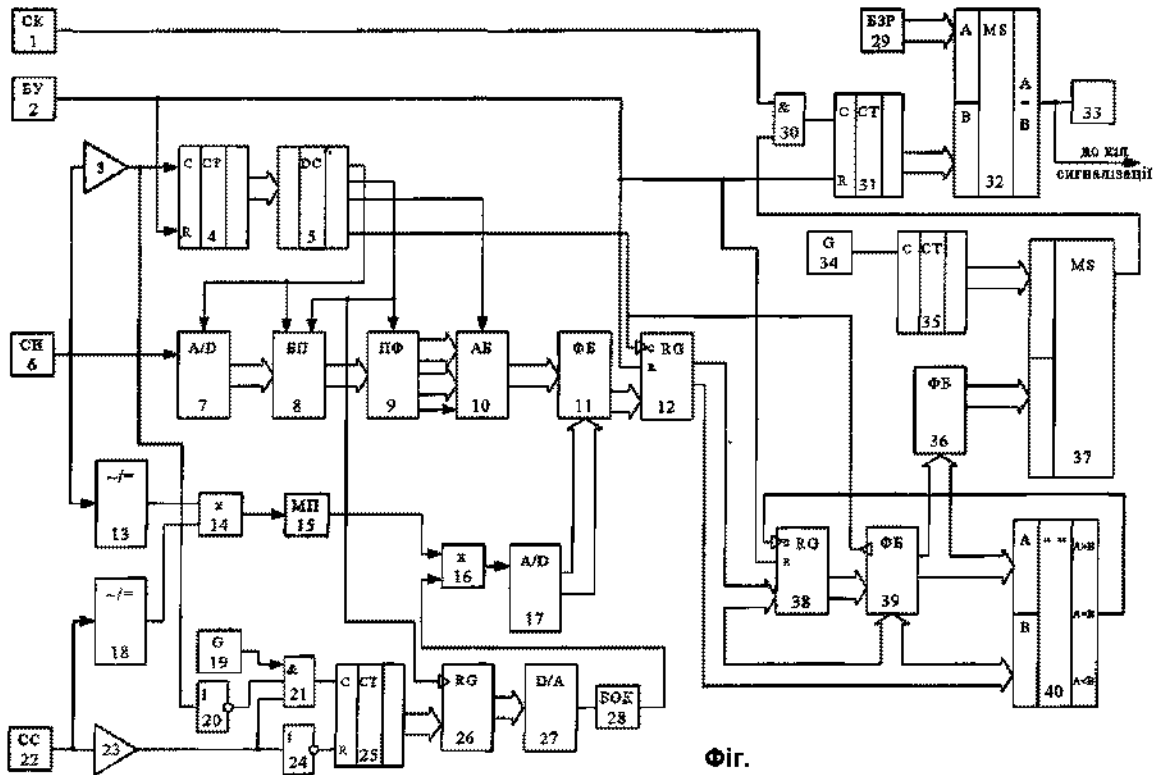 СК
1
БУ
2
3
C СТ
R
4
DC
5
БЗР
29
A MS
B
A = B
32
33
до кіл
сигналізації
&
30
C СТ
R
31
G
34
C СТ
35
MS
37
СН
6
A/D
7
БП
8
ПФ
9
АБ
10
ФБ
11
C RG
R
12
ФБ
36
~/=
13
x
14
МП
15
x
16
A/D
17
~/=
18
G
19
1
20
&
21
СС
22
23
1
24
C СТ
R
25
RG
26
D/A
27
БОК
28
C RG
R
38
ФБ
39
A "="
B
A>B
A=B
A<B
40
Фіг.